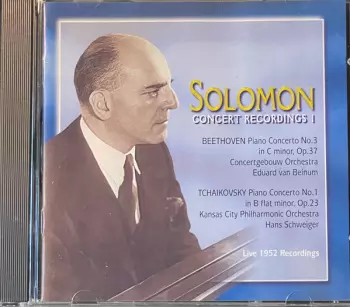 SOLOMON
CONCERT RECORDINGS I
BEETHOVEN Piano Concerto No.3
in C minor, Op.37
Concertgebouw Orchestra
Eduard van Beinum
TCHAIKOVSKY Piano Concerto No.1
in B flat minor, Op.23
Kansas City Philharmonic Orchestra
Hans Schweiger
Live 1952 Recordings